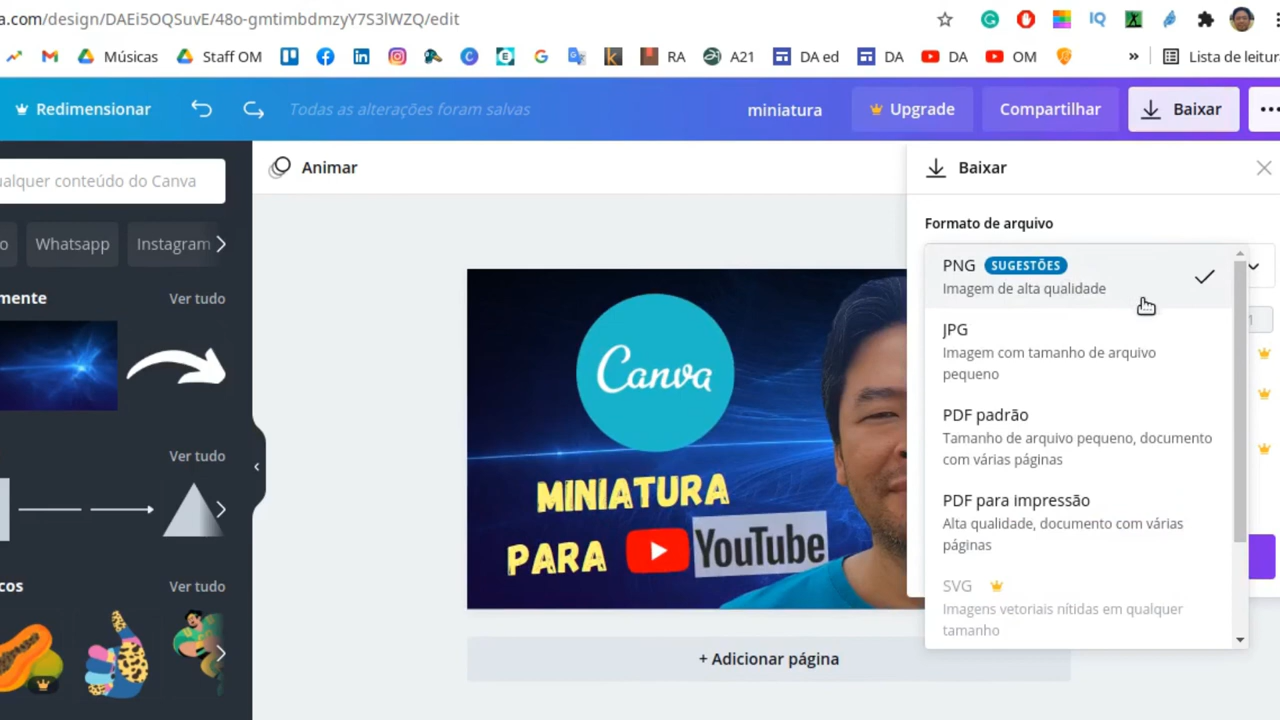 a.com/design/DAEi5OQSuvE/48o-gmtimbdmzyY7S3lWZQ/edit
IQ
Músicas
Staff OM
RA
A21
DA ed
DA
DA
OM
»
Lista de leitura
Redimensionar
Todas as alterações foram salvas
miniatura
Upgrade
Compartilhar
Baixar
ualquer conteúdo do Canva
Animar
Baixar
Formato de arquivo
o
Whatsapp
Instagram
PNG SUGESTÕES
Imagem de alta qualidade
mente
Ver tudo
JPG
Imagem com tamanho de arquivo
pequeno
Canva
PDF padrão
Tamanho de arquivo pequeno, documento
com várias páginas
Ver tudo
MINIATURA
PARA YouTube
PDF para impressão
Alta qualidade, documento com várias
páginas
cos
Ver tudo
SVG
Imagens vetoriais nítidas em qualquer
tamanho
+ Adicionar página